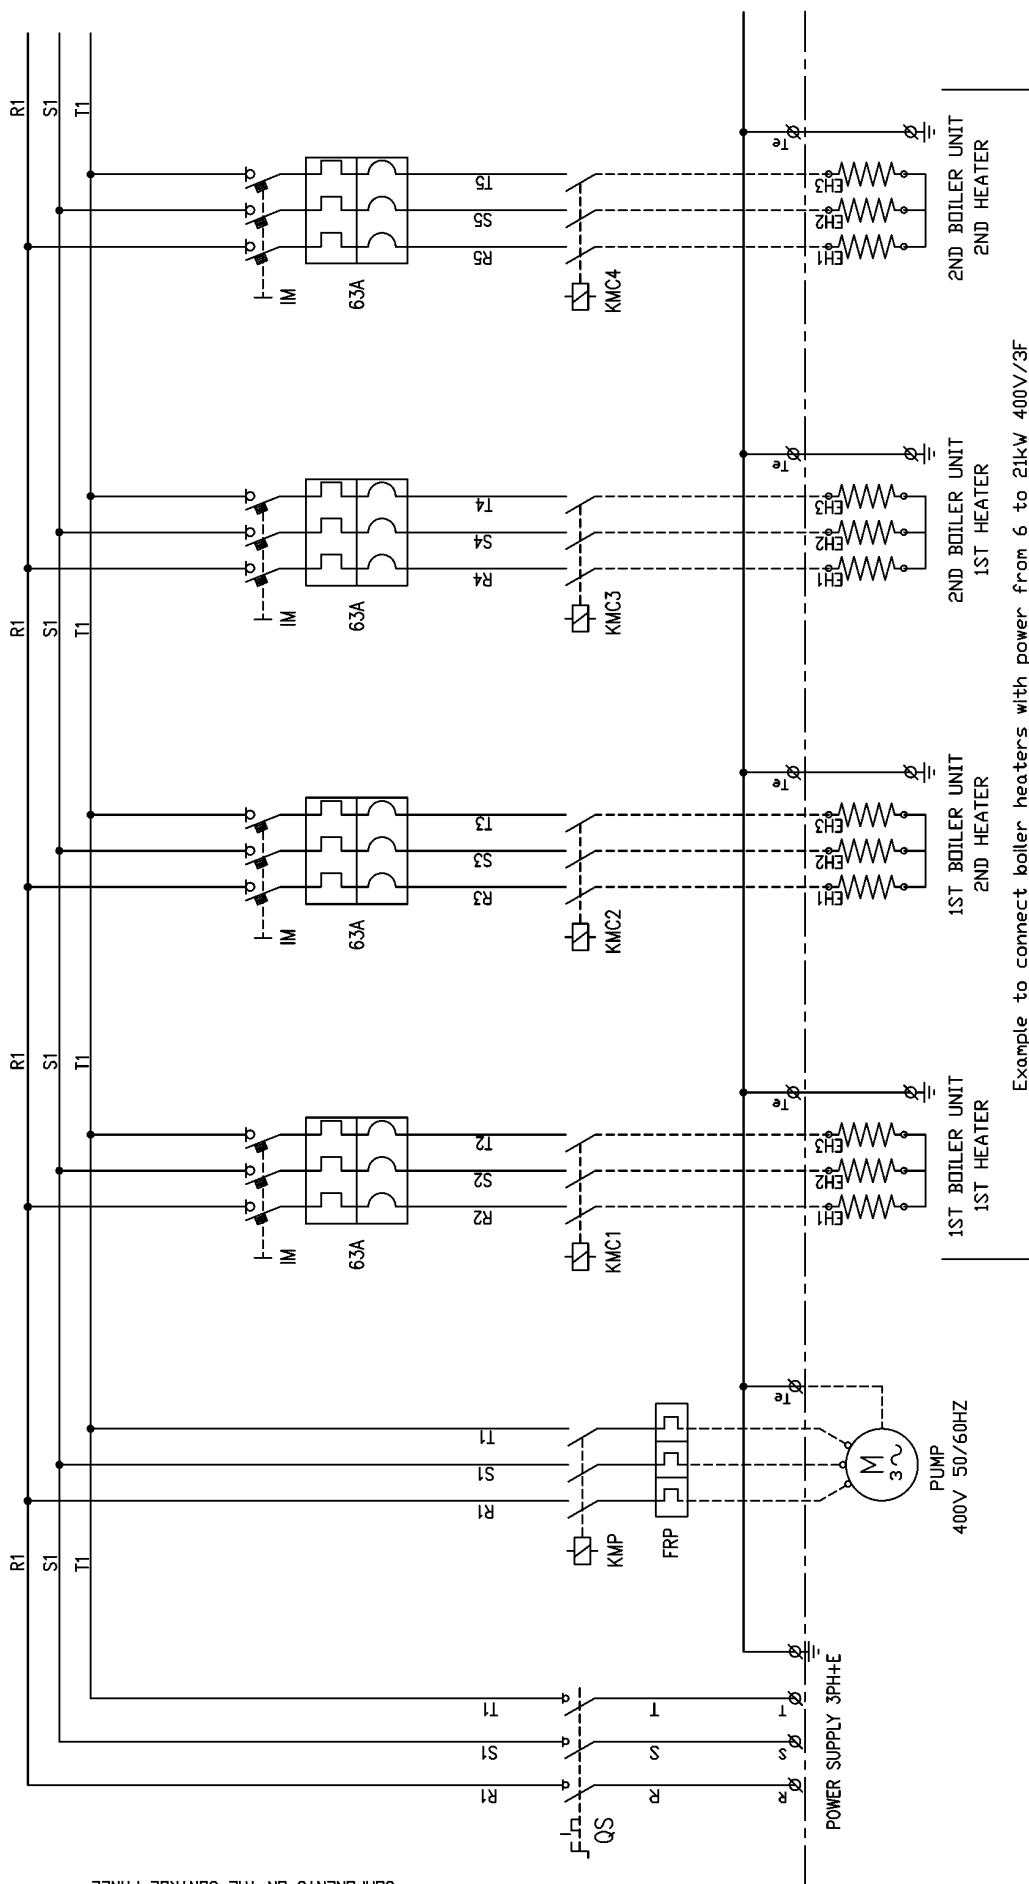 R1
S1
T1
R1
S1
T1
R1
S1
T1
R1
S1
T1
IM
63A
T5
S5
R5
KMC4
Te
EH3
EH2
EH1
2ND BOILER UNIT
2ND HEATER
IM
63A
T4
S4
R4
KMC3
Te
EH3
EH2
EH1
2ND BOILER UNIT
1ST HEATER
IM
63A
T3
S3
R3
KMC2
Te
EH3
EH2
EH1
1ST BOILER UNIT
2ND HEATER
IM
63A
T2
S2
R2
KMC1
Te
EH3
EH2
EH1
1ST BOILER UNIT
1ST HEATER
Example to connect boiler heaters with power from 6 to 21kW 400V/3F
T1
S1
R1
KMP
FRP
Te
M
3
PUMP
400V 50/60HZ
T1
S1
R1
QS
T
S
R
T
S
R
POWER SUPPLY 3PH+E